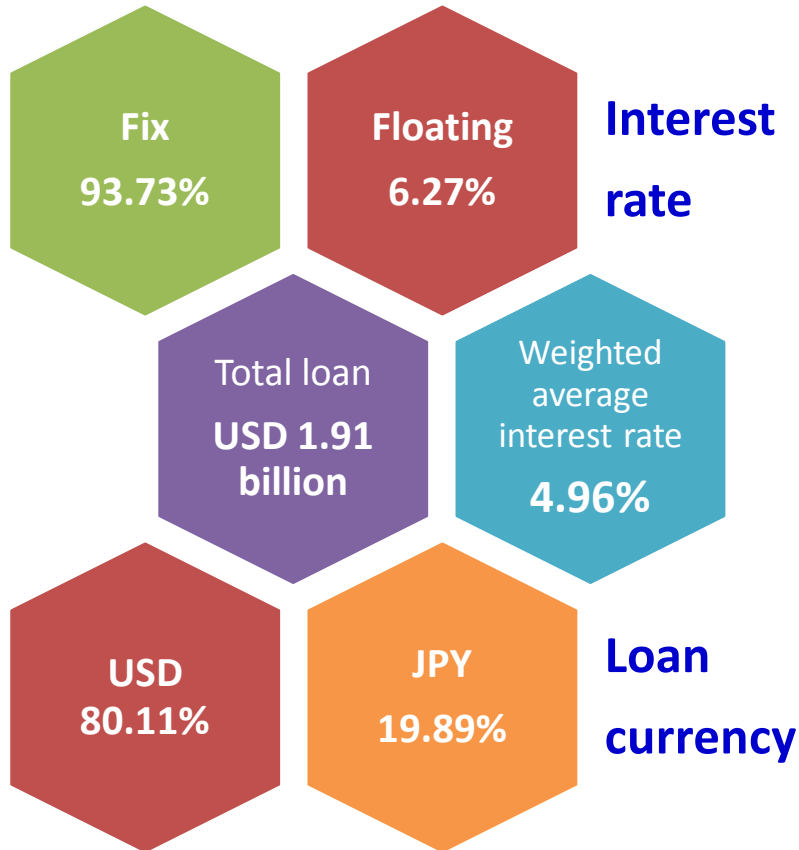 Fix
93.73%
Floating
6.27%
Interest
rate
Total loan
USD 1.91
billion
Weighted
average
interest rate
4.96%
USD
80.11%
JPY
19.89%
Loan
currency